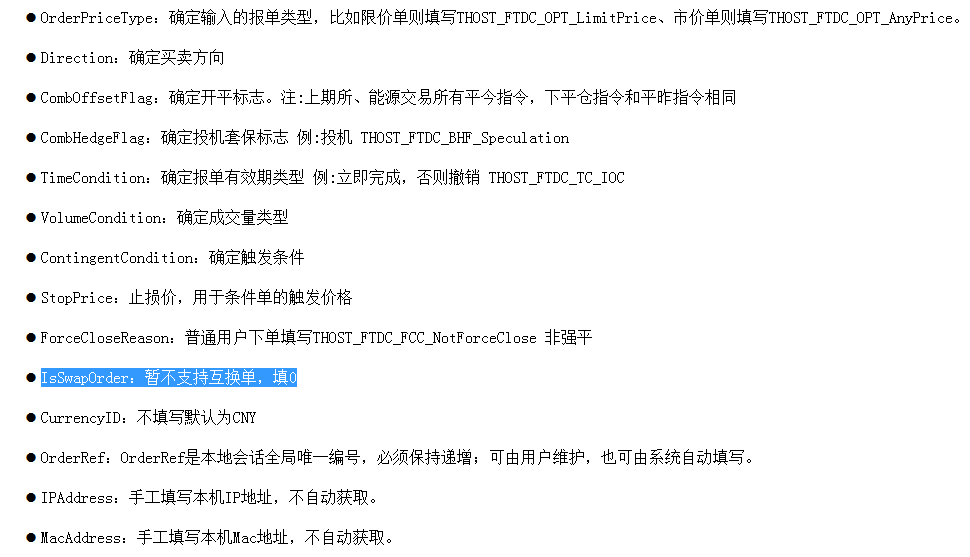 ● OrderPriceType：确定输入的报单类型，比如限价单则填写THOST_FTDC_OPT_LimitPrice、市价单则填写THOST_FTDC_OPT_AnyPrice。
● Direction：确定买卖方向
● CombOffsetFlag：确定开平标志。注:上期所、能源交易所有平今指令，下平仓指令和平昨指令相同
● CombHedgeFlag：确定投机套保标志 例:投机 THOST_FTDC_BHF_Speculation
● TimeCondition：确定报单有效期类型 例:立即完成，否则撤销 THOST_FTDC_TC_IOC
● VolumeCondition：确定成交量类型
● ContingentCondition：确定触发条件
● StopPrice：止损价，用于条件单的触发价格
● ForceCloseReason：普通用户下单填写THOST_FTDC_FCC_NotForceClose 非强平
● IsSwapOrder：暂不支持互换单，填0
● CurrencyID：不填写默认为CNY
● OrderRef：OrderRef是本地会话全局唯一编号，必须保持递增；可由用户维护，也可由系统自动填写。
● IPAddress：手工填写本机IP地址，不自动获取。
● MacAddress：手工填写本机Mac地址，不自动获取。